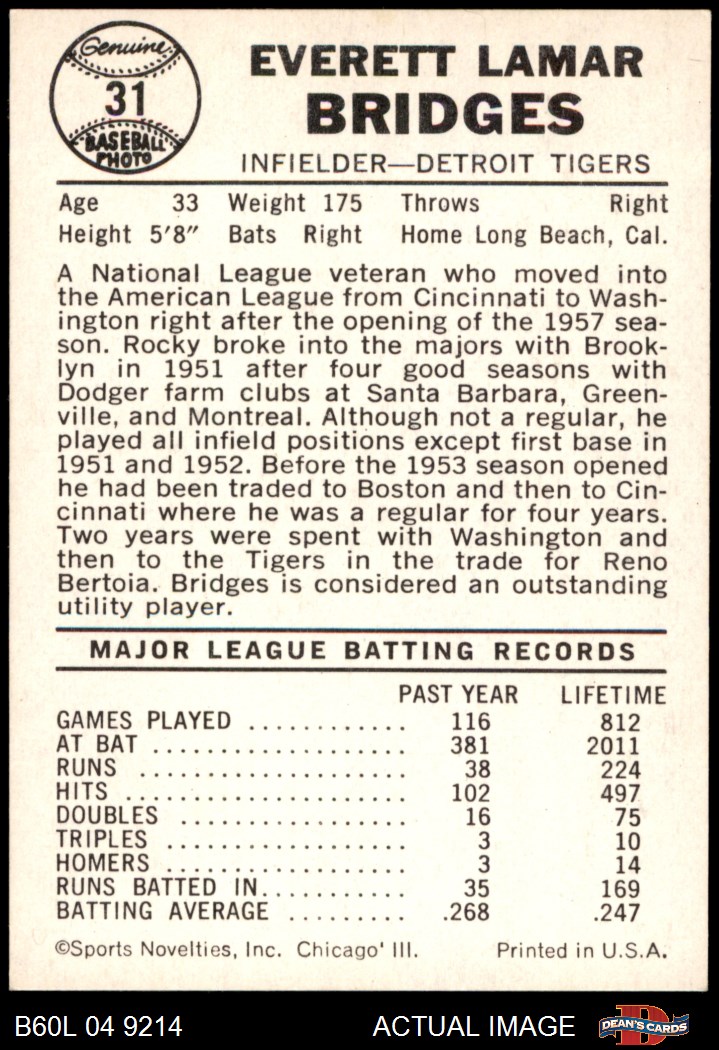 Genuine
31
BASEBALL
PHOTO
EVERETT LAMAR
BRIDGES
INFIELDER—DETROIT TIGERS
Age 33 Weight 175 Throws Right
Height 5'8" Bats Right Home Long Beach, Cal.
A National League veteran who moved into
the American League from Cincinnati to Wash-
ington right after the opening of the 1957 sea-
son. Rocky broke into the majors with Brook-
lyn in 1951 after four good seasons with
Dodger farm clubs at Santa Barbara, Green-
ville, and Montreal. Although not a regular, he
played all infield positions except first base in
1951 and 1952. Before the 1953 season opened
he had been traded to Boston and then to Cin-
cinnati where he was a regular for four years.
Two years were spent with Washington and
then to the Tigers in the trade for Reno
Bertoia. Bridges is considered an outstanding
utility player.
MAJOR LEAGUE BATTING RECORDS
PAST YEAR LIFETIME
GAMES PLAYED ............ 116 812
AT BAT .................... 381 2011
RUNS ..................... 38 224
HITS ...................... 102 497
DOUBLES .................. 16 75
TRIPLES ................... 3 10
HOMERS ................... 3 14
RUNS BATTED IN........... 35 169
BATTING AVERAGE ......... .268 .247
©Sports Novelties, Inc. Chicago' Ill. Printed in U.S.A.
B60L 04 9214 ACTUAL IMAGE DEAN'S CARDS